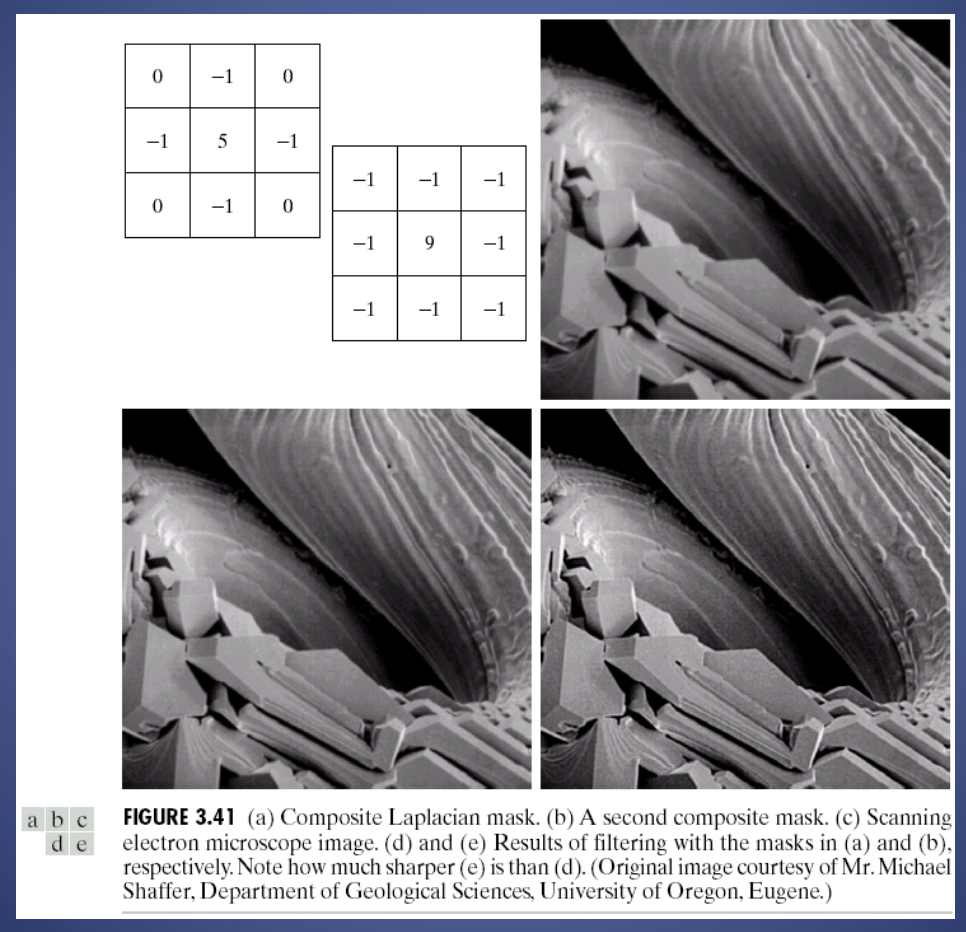 0 −1 0
−1 5 −1
0 −1 0
−1 −1 −1
−1 9 −1
−1 −1 −1
a b c
d e
FIGURE 3.41 (a) Composite Laplacian mask. (b) A second composite mask. (c) Scanning
electron microscope image. (d) and (e) Results of filtering with the masks in (a) and (b),
respectively. Note how much sharper (e) is than (d). (Original image courtesy of Mr. Michael
Shaffer, Department of Geological Sciences, University of Oregon, Eugene.)